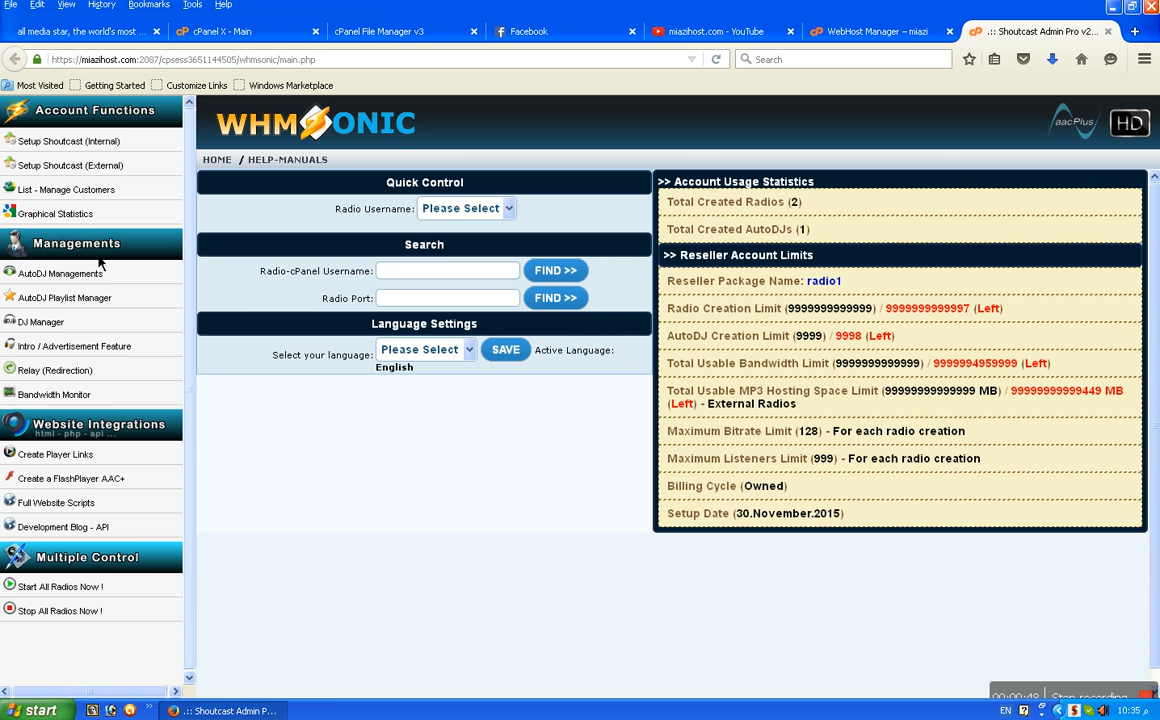 File Edit View History Bookmarks Tools Help
all media star, the world's most ... × cPanel X - Main × cPanel File Manager v3 × Facebook × miazihost.com - YouTube × WebHost Manager – miazi × .:: Shoutcast Admin Pro v2... × +
https://miazihost.com:2087/cpsess3651144505/whmsonic/main.php Search
Most Visited Getting Started Customize Links Windows Marketplace
Account Functions
Setup Shoutcast (Internal)
Setup Shoutcast (External)
List - Manage Customers
Graphical Statistics
Managements
AutoDJ Managements
AutoDJ Playlist Manager
DJ Manager
Intro / Advertisement Feature
Relay (Redirection)
Bandwidth Monitor
Website Integrations
html - php - api ...
Create Player Links
Create a FlashPlayer AAC+
Full Website Scripts
Development Blog - API
Multiple Control
Start All Radios Now !
Stop All Radios Now !
WHMSONIC
aacPlus HD
HOME / HELP-MANUALS
Quick Control
Radio Username: Please Select
Search
Radio-cPanel Username: FIND >>
Radio Port: FIND >>
Language Settings
Select your language: Please Select SAVE Active Language:
English
>> Account Usage Statistics
Total Created Radios (2)
Total Created AutoDJs (1)
>> Reseller Account Limits
Reseller Package Name: radio1
Radio Creation Limit (9999999999999) / 9999999999997 (Left)
AutoDJ Creation Limit (9999) / 9998 (Left)
Total Usable Bandwidth Limit (9999999999999) / 9999994959999 (Left)
Total Usable MP3 Hosting Space Limit (99999999999999 MB) / 99999999999449 MB
(Left) - External Radios
Maximum Bitrate Limit (128) - For each radio creation
Maximum Listeners Limit (999) - For each radio creation
Billing Cycle (Owned)
Setup Date (30.November.2015)
00:00:48 Stop recording
start Shoutcast Admin P... EN 10:35 م